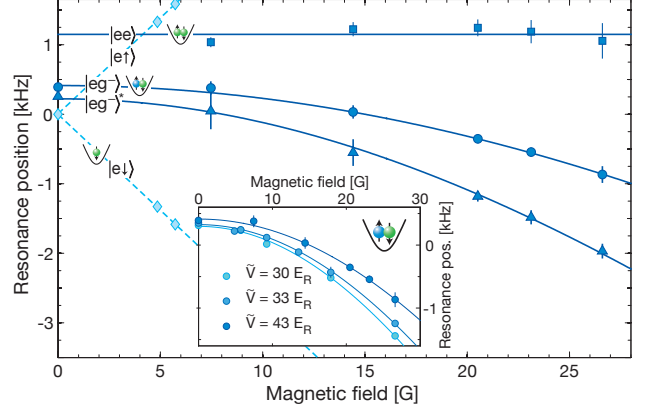 Resonance position [kHz]
1
0
-1
-2
-3
|ee⟩
|e↑⟩
|eg⁻⟩
|eg⁻⟩*
|e↓⟩
0
5
10
15
20
25
Magnetic field [G]
Magnetic field [G]
0
10
20
30
Ṽ = 30 E_R
Ṽ = 33 E_R
Ṽ = 43 E_R
0
-1
Resonance pos. [kHz]